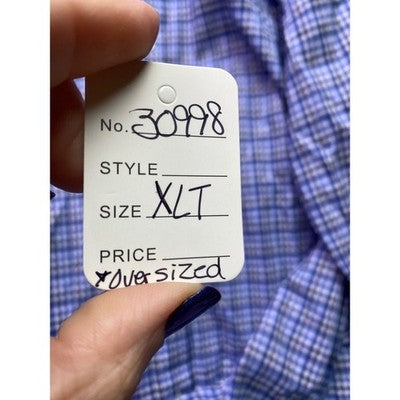 No. 30998
STYLE
SIZE XLT
PRICE
*Oversized